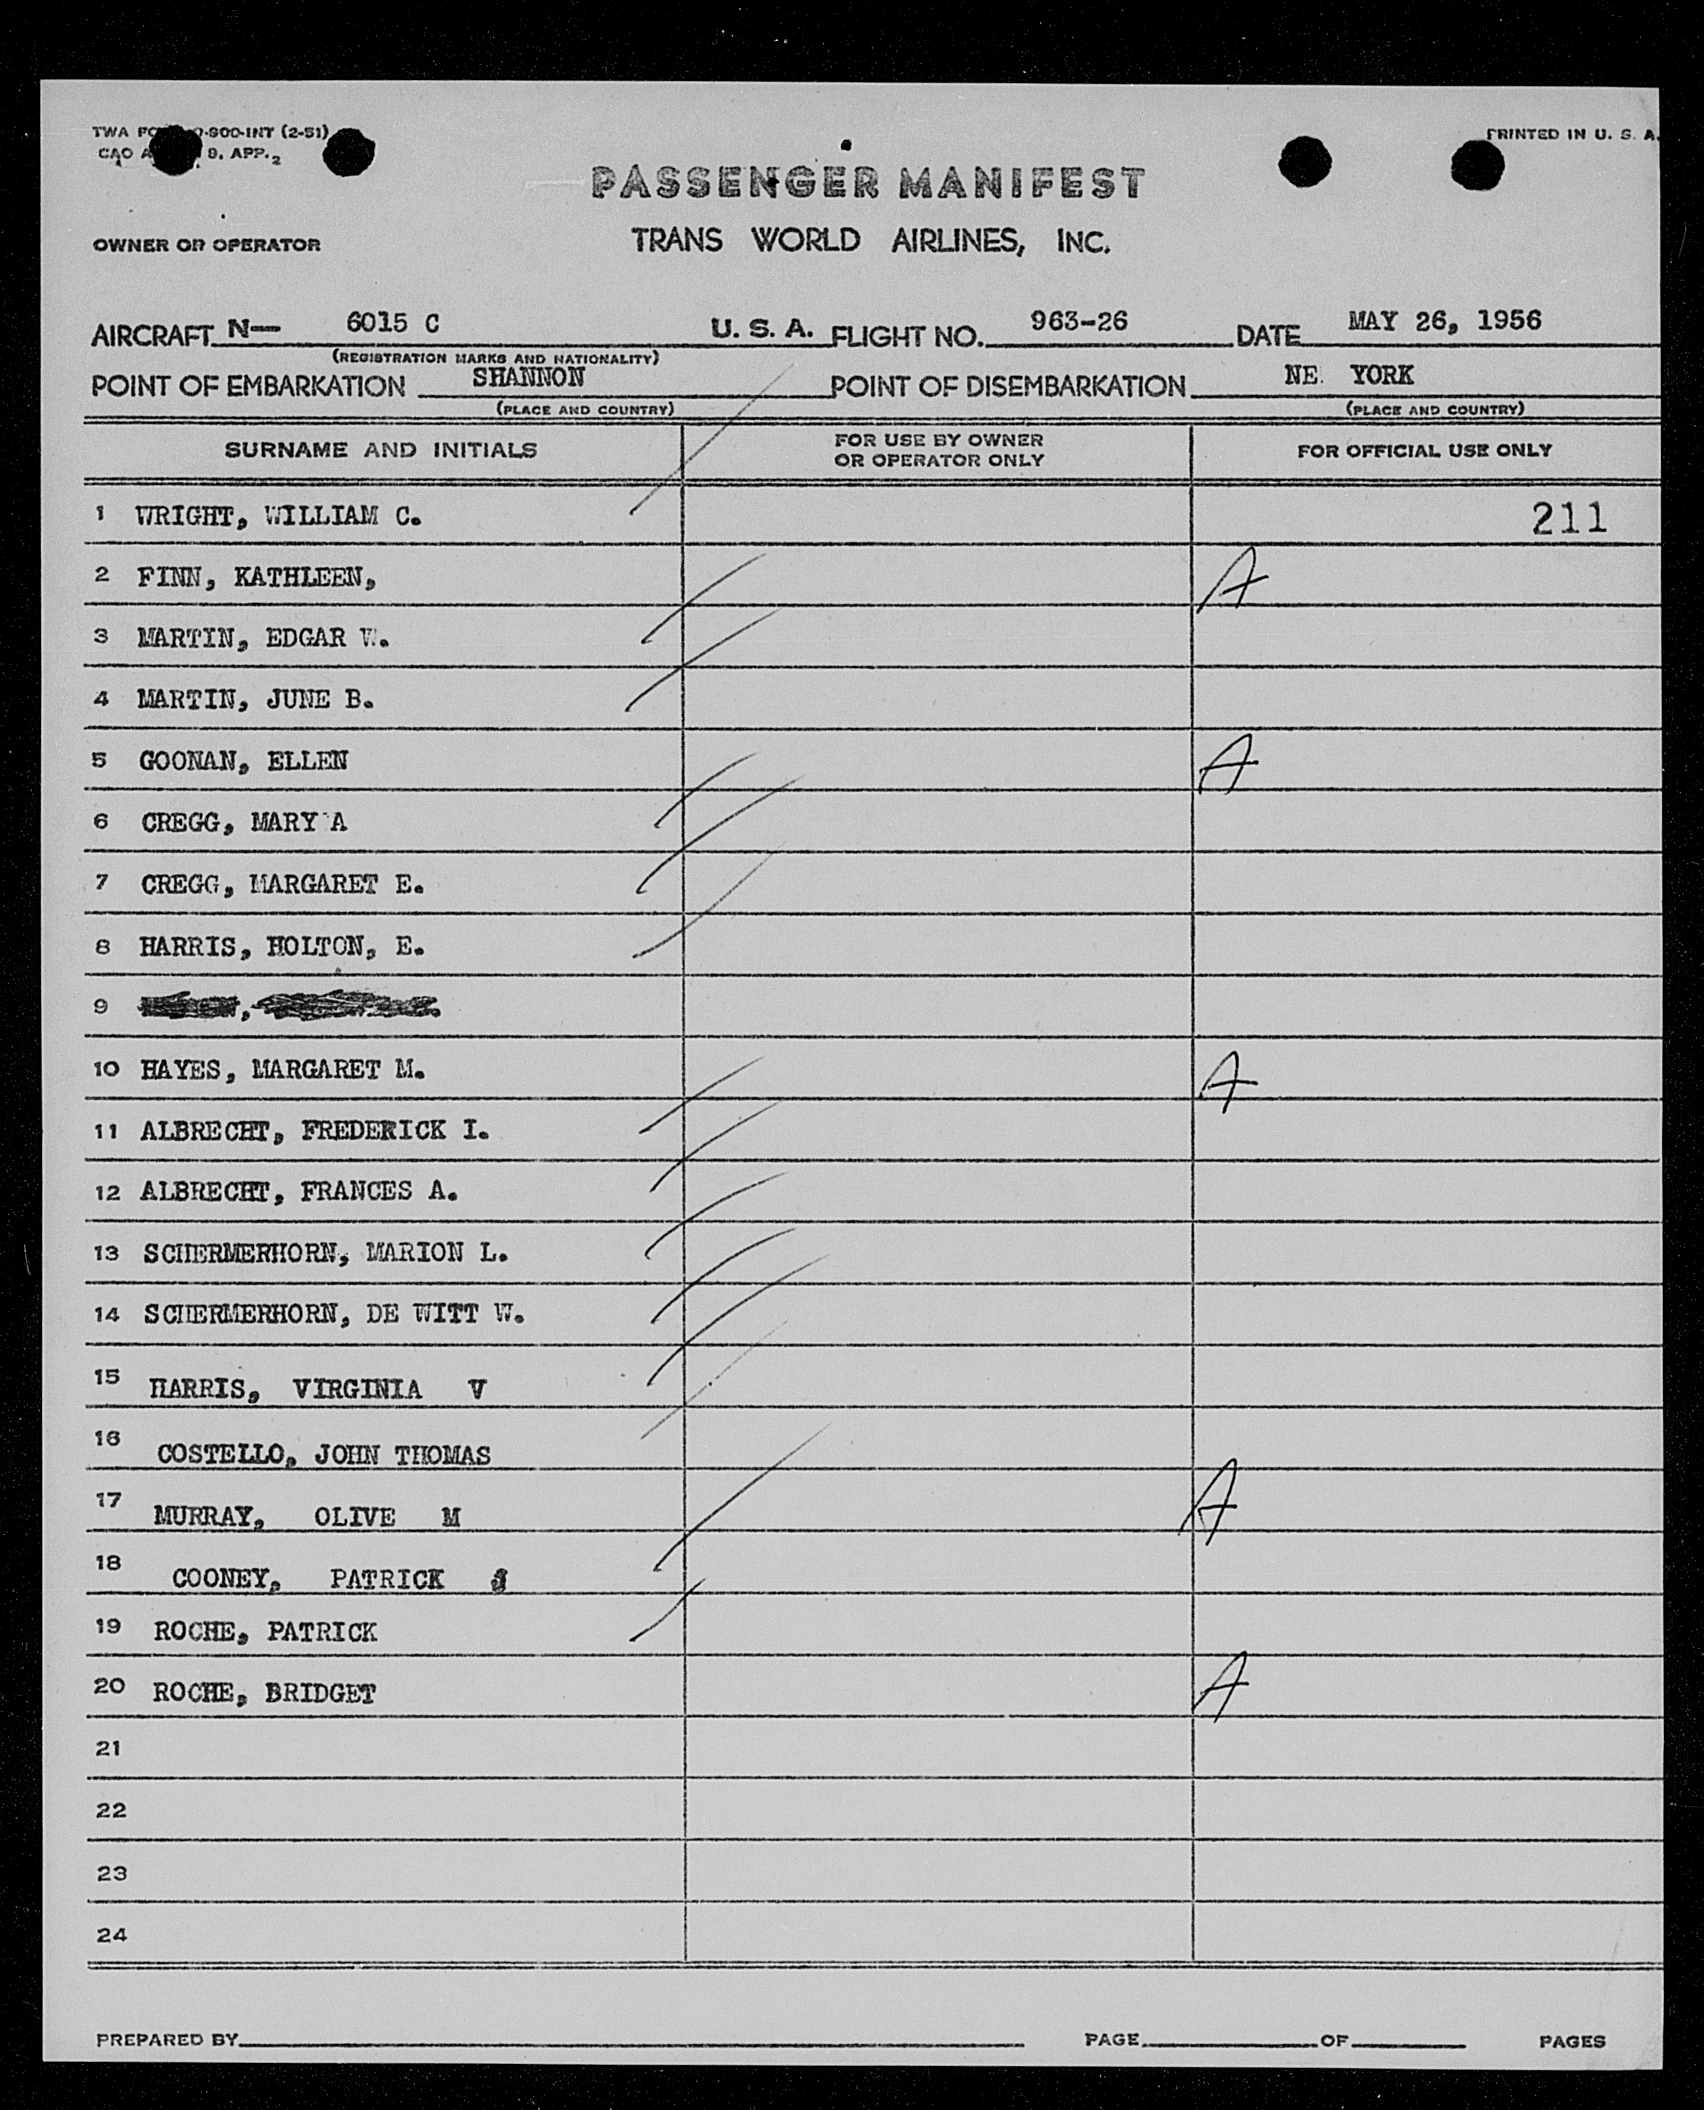 TWA 0-900-INT (2-51)
9, APP. 2
PRINTED IN U. S. A.
PASSENGER MANIFEST
OWNER OR OPERATOR
TRANS WORLD AIRLINES, INC.
AIRCRAFT N— 6015 C U. S. A. FLIGHT NO. 963-26 DATE MAY 26, 1956
(REGISTRATION MARKS AND NATIONALITY)
POINT OF EMBARKATION SHANNON POINT OF DISEMBARKATION NE YORK
(PLACE AND COUNTRY) (PLACE AND COUNTRY)
SURNAME AND INITIALS FOR USE BY OWNER OR OPERATOR ONLY FOR OFFICIAL USE ONLY
1 WRIGHT, WILLIAM C. 211
2 FINN, KATHLEEN, A
3 MARTIN, EDGAR W.
4 MARTIN, JUNE B.
5 GOONAN, ELLEN A
6 CREGG, MARY A
7 CREGG, MARGARET E.
8 HARRIS, HOLTON, E.
9
10 HAYES, MARGARET M. A
11 ALBRECHT, FREDERICK I.
12 ALBRECHT, FRANCES A.
13 SCHERMERHORN, MARION L.
14 SCHERMERHORN, DE WITT W.
15 HARRIS, VIRGINIA V
16 COSTELLO, JOHN THOMAS
17 MURRAY, OLIVE M A
18 COONEY, PATRICK
19 ROCHE, PATRICK
20 ROCHE, BRIDGET A
21
22
23
24
PREPARED BY PAGE OF PAGES